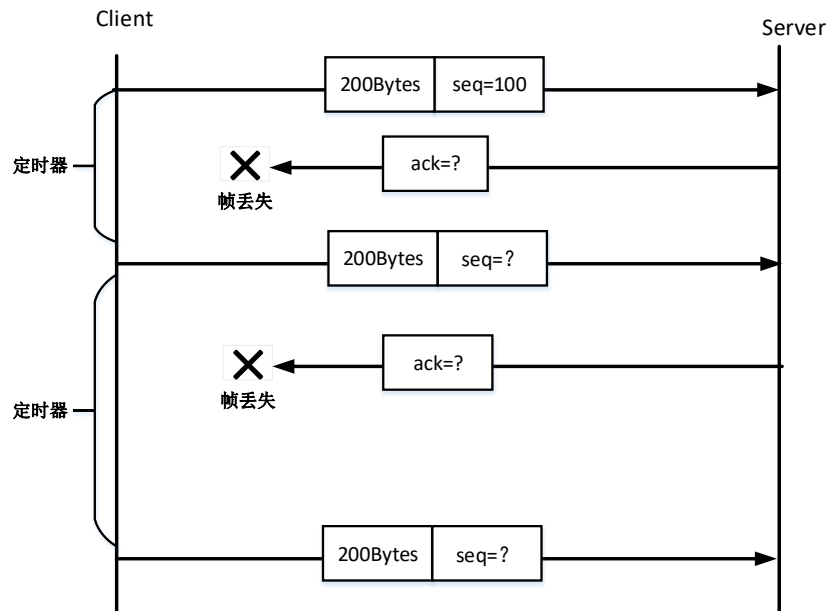 Client
Server
200Bytes seq=100
定时器
ack=?
帧丢失
200Bytes seq=?
ack=?
帧丢失
定时器
200Bytes seq=?